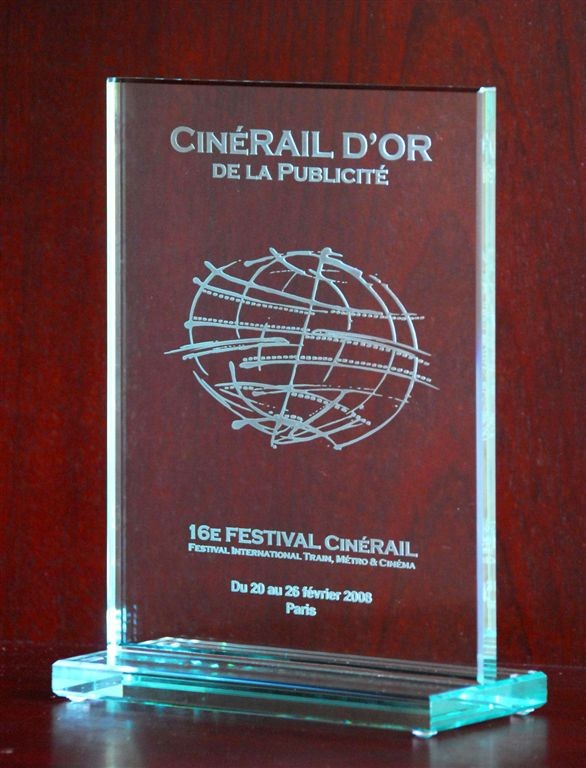 CINÉRAIL D'OR
DE LA PUBLICITÉ
16E FESTIVAL CINÉRAIL
FESTIVAL INTERNATIONAL TRAIN, MÉTRO & CINÉMA
Du 20 au 26 février 2008
Paris